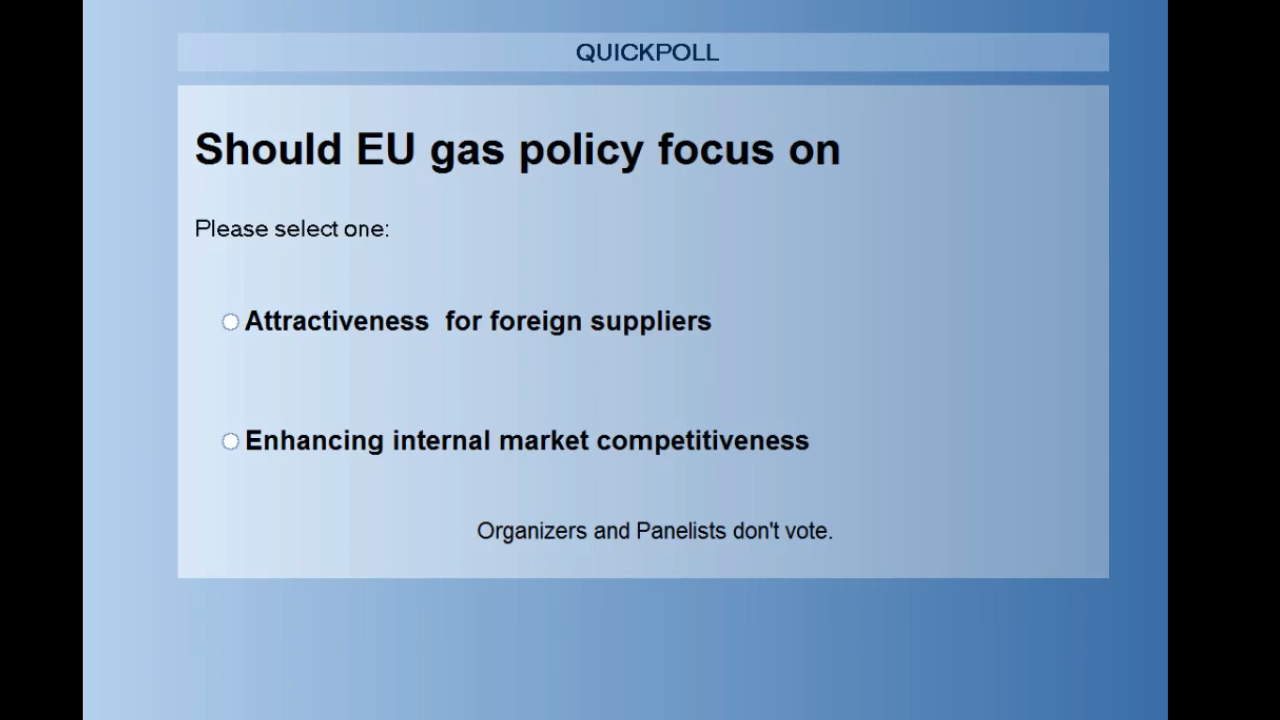 QUICKPOLL
Should EU gas policy focus on
Please select one:
Attractiveness  for foreign suppliers
Enhancing internal market competitiveness
Organizers and Panelists don't vote.